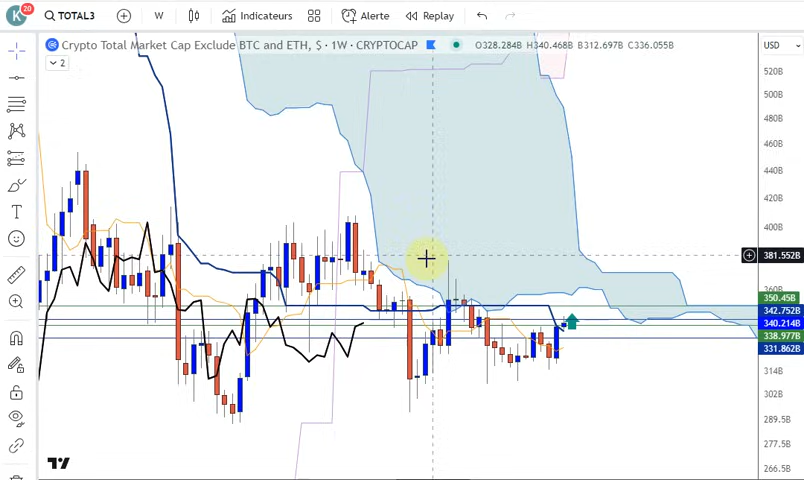 K 20 TOTAL3 W Indicateurs Alerte Replay
Crypto Total Market Cap Exclude BTC and ETH, $ · 1W · CRYPTOCAP O328.284B H340.468B B312.697B C336.055B USD
2
520B
500B
480B
460B
440B
420B
400B
381.552B
360B
350.45B
342.752B
340.214B
338.977B
331.862B
314B
302B
289.5B
277.5B
266.5B